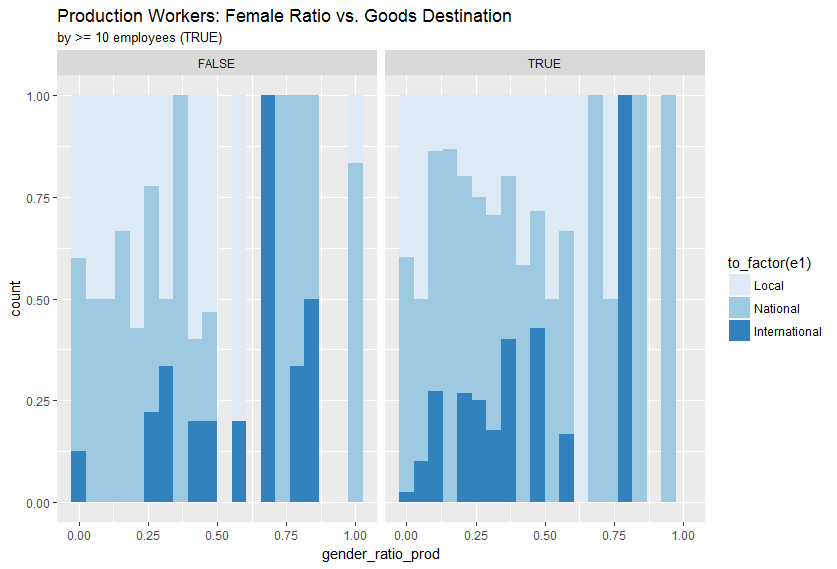 Production Workers: Female Ratio vs. Goods Destination
by >= 10 employees (TRUE)
FALSE
TRUE
1.00
0.75
0.50
0.25
0.00
count
0.00 0.25 0.50 0.75 1.00
0.00 0.25 0.50 0.75 1.00
gender_ratio_prod
to_factor(e1)
Local
National
International